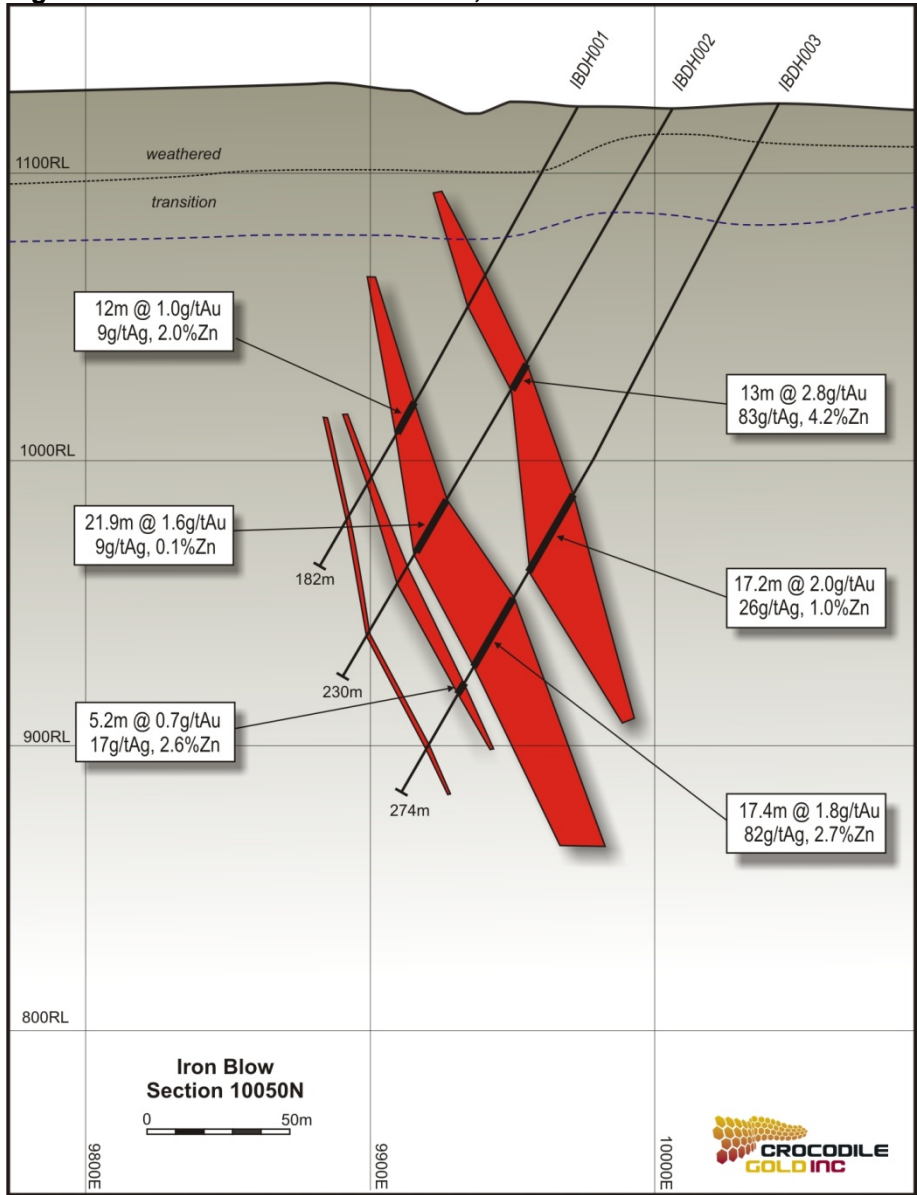 IBDH001
IBDH002
IBDH003
weathered
1100RL
transition
12m @ 1.0g/tAu
9g/tAg, 2.0%Zn
13m @ 2.8g/tAu
83g/tAg, 4.2%Zn
1000RL
21.9m @ 1.6g/tAu
9g/tAg, 0.1%Zn
182m
17.2m @ 2.0g/tAu
26g/tAg, 1.0%Zn
230m
5.2m @ 0.7g/tAu
17g/tAg, 2.6%Zn
900RL
274m
17.4m @ 1.8g/tAu
82g/tAg, 2.7%Zn
800RL
Iron Blow
Section 10050N
0 50m
9800E
9900E
10000E
CROCODILE
GOLD INC